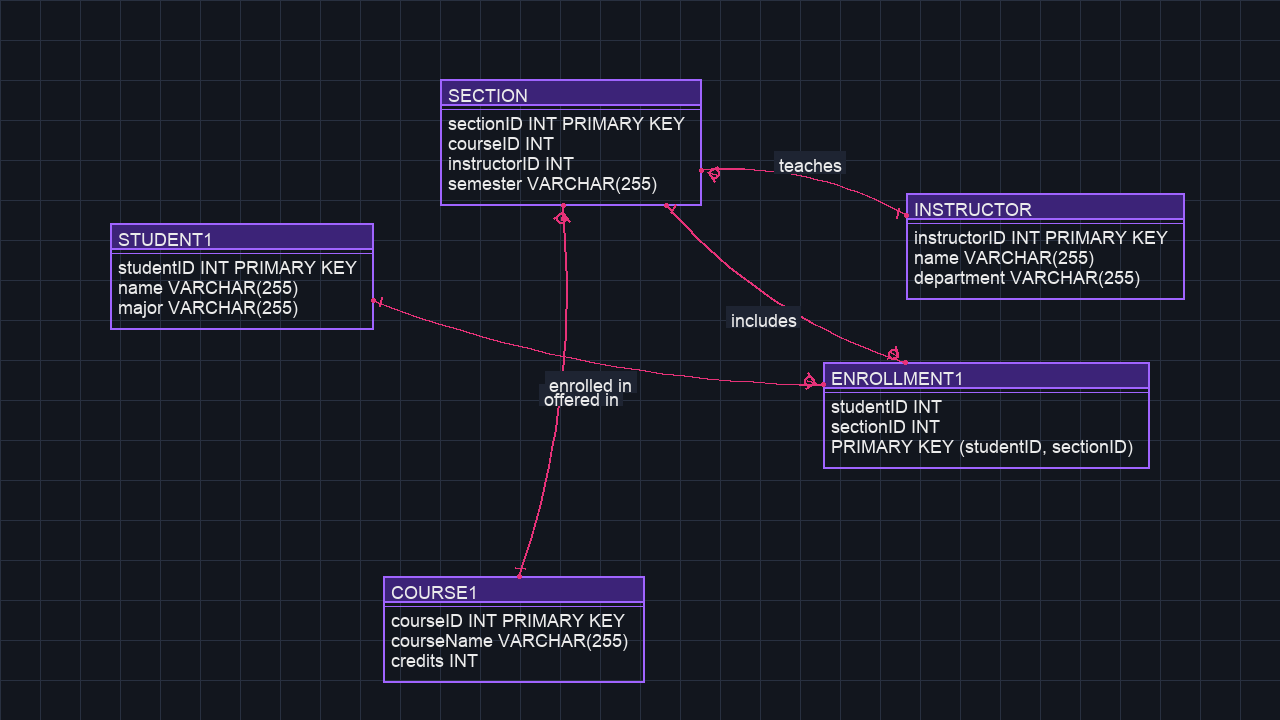 SECTION
sectionID INT PRIMARY KEY
courseID INT
instructorID INT
semester VARCHAR(255)
teaches
INSTRUCTOR
instructorID INT PRIMARY KEY
name VARCHAR(255)
department VARCHAR(255)
STUDENT1
studentID INT PRIMARY KEY
name VARCHAR(255)
major VARCHAR(255)
includes
enrolled in
offered in
ENROLLMENT1
studentID INT
sectionID INT
PRIMARY KEY (studentID, sectionID)
COURSE1
courseID INT PRIMARY KEY
courseName VARCHAR(255)
credits INT